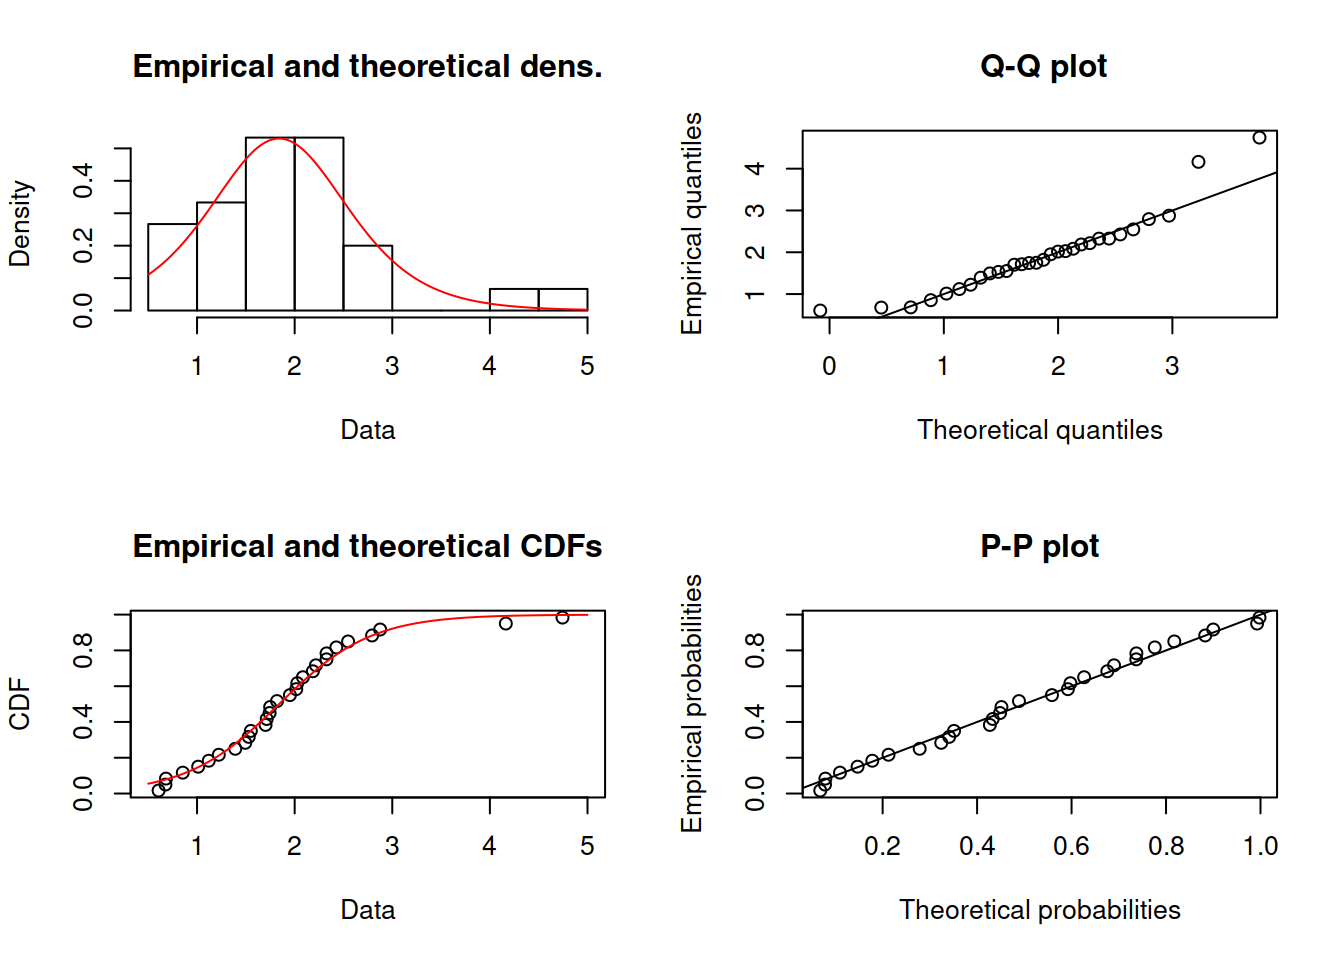 Empirical and theoretical dens.
Density
0.0 0.2 0.4
1 2 3 4 5
Data
Q-Q plot
Empirical quantiles
1 2 3 4
0 1 2 3
Theoretical quantiles
Empirical and theoretical CDFs
CDF
0.0 0.4 0.8
1 2 3 4 5
Data
P-P plot
Empirical probabilities
0.0 0.4 0.8
0.2 0.4 0.6 0.8 1.0
Theoretical probabilities